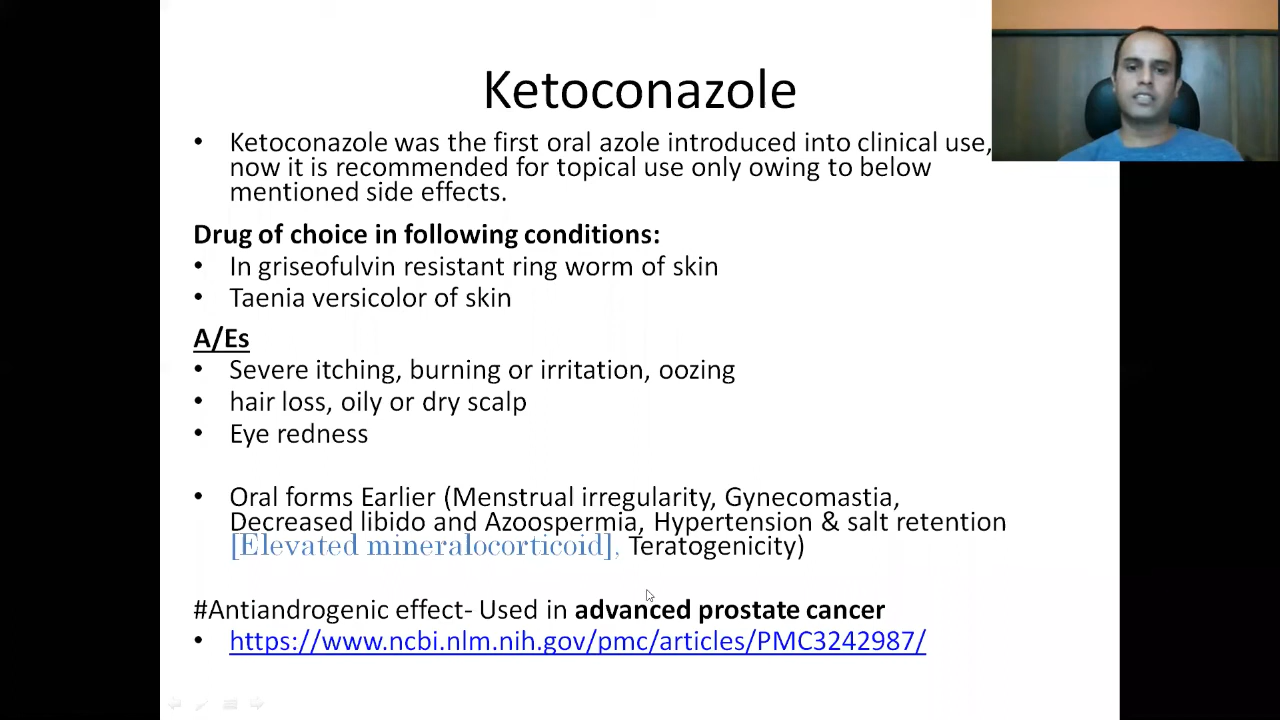 Ketoconazole
• Ketoconazole was the first oral azole introduced into clinical use,
now it is recommended for topical use only owing to below
mentioned side effects.
Drug of choice in following conditions:
• In griseofulvin resistant ring worm of skin
• Taenia versicolor of skin
A/Es
• Severe itching, burning or irritation, oozing
• hair loss, oily or dry scalp
• Eye redness
• Oral forms Earlier (Menstrual irregularity, Gynecomastia,
Decreased libido and Azoospermia, Hypertension & salt retention
[Elevated mineralocorticoid], Teratogenicity)
#Antiandrogenic effect- Used in advanced prostate cancer
• https://www.ncbi.nlm.nih.gov/pmc/articles/PMC3242987/